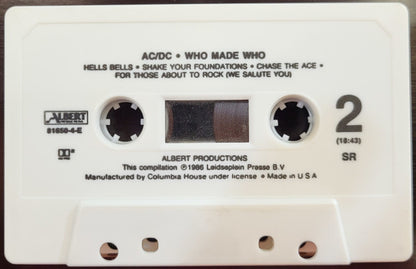 AC/DC • WHO MADE WHO
HELLS BELLS • SHAKE YOUR FOUNDATIONS • CHASE THE ACE •
FOR THOSE ABOUT TO ROCK (WE SALUTE YOU)
ALBERT
81650-4-E
2
(18:43)
SR
ALBERT PRODUCTIONS
This compilation ℗1986 Leidseplein Presse B.V
Manufactured by Columbia House under license • Made in U S A